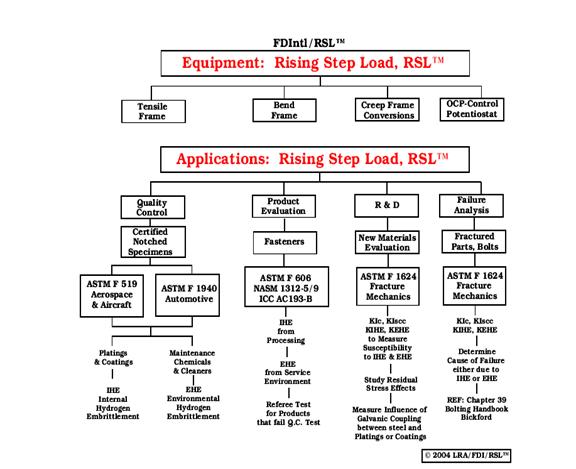 FDIntl/RSL™
Equipment: Rising Step Load, RSL™
Tensile
Frame
Bend
Frame
Creep Frame
Conversions
OCP-Control
Potentiostat
Applications: Rising Step Load, RSL™
Quality
Control
Product
Evaluation
R & D
Failure
Analysis
Certified
Notched
Specimens
Fasteners
New Materials
Evaluation
Fractured
Parts, Bolts
ASTM F 519
Aerospace
& Aircraft
ASTM F 1940
Automotive
ASTM F 606
NASM 1312-5/9
ICC AC193-B
ASTM F 1624
Fracture
Mechanics
ASTM F 1624
Fracture
Mechanics
Platings
& Coatings
IHE
Internal
Hydrogen
Embrittlement
Maintenance
Chemicals
& Cleaners
EHE
Environmental
Hydrogen
Embrittlement
IHE
from
Processing
EHE
from Service
Environment
Referee Test
for Products
that fail Q.C. Test
KIc, KIscc
KIHE, KEHE
to Measure
Susceptibility
to IHE & EHE
Study Residual
Stress Effects
Measure Influence of
Galvanic Coupling
between steel and
Platings or Coatings
KIc, KIscc
KIHE, KEHE
Determine
Cause of Failure
either due to
IHE or EHE
REF: Chapter 39
Bolting Handbook
Bickford
© 2004 LRA/FDI/RSL™